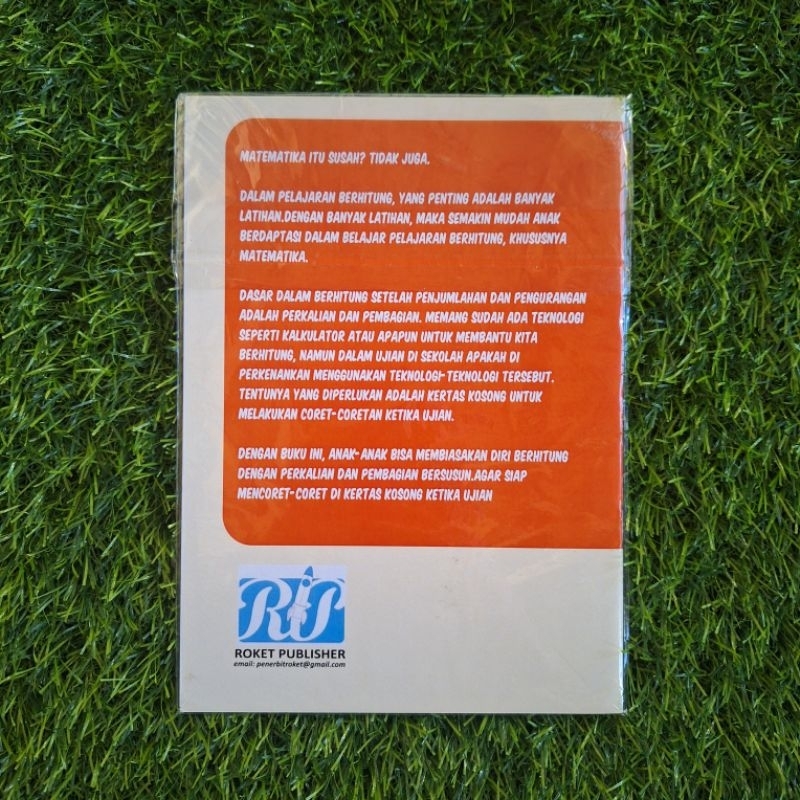 MATEMATIKA ITU SUSAH? TIDAK JUGA.
DALAM PELAJARAN BERHITUNG, YANG PENTING ADALAH BANYAK
LATIHAN.DENGAN BANYAK LATIHAN, MAKA SEMAKIN MUDAH ANAK
BERDAPTASI DALAM BELAJAR PELAJARAN BERHITUNG, KHUSUSNYA
MATEMATIKA.
DASAR DALAM BERHITUNG SETELAH PENJUMLAHAN DAN PENGURANGAN
ADALAH PERKALIAN DAN PEMBAGIAN. MEMANG SUDAH ADA TEKNOLOGI
SEPERTI KALKULATOR ATAU APAPUN UNTUK MEMBANTU KITA
BERHITUNG, NAMUN DALAM UJIAN DI SEKOLAH APAKAH DI
PERKENANKAN MENGGUNAKAN TEKNOLOGI-TEKNOLOGI TERSEBUT.
TENTUNYA YANG DIPERLUKAN ADALAH KERTAS KOSONG UNTUK
MELAKUKAN CORET-CORETAN KETIKA UJIAN.
DENGAN BUKU INI, ANAK-ANAK BISA MEMBIASAKAN DIRI BERHITUNG
DENGAN PERKALIAN DAN PEMBAGIAN BERSUSUN.AGAR SIAP
MENCORET-CORET DI KERTAS KOSONG KETIKA UJIAN
RP
ROKET PUBLISHER
email: penerbitroket@gmail.com